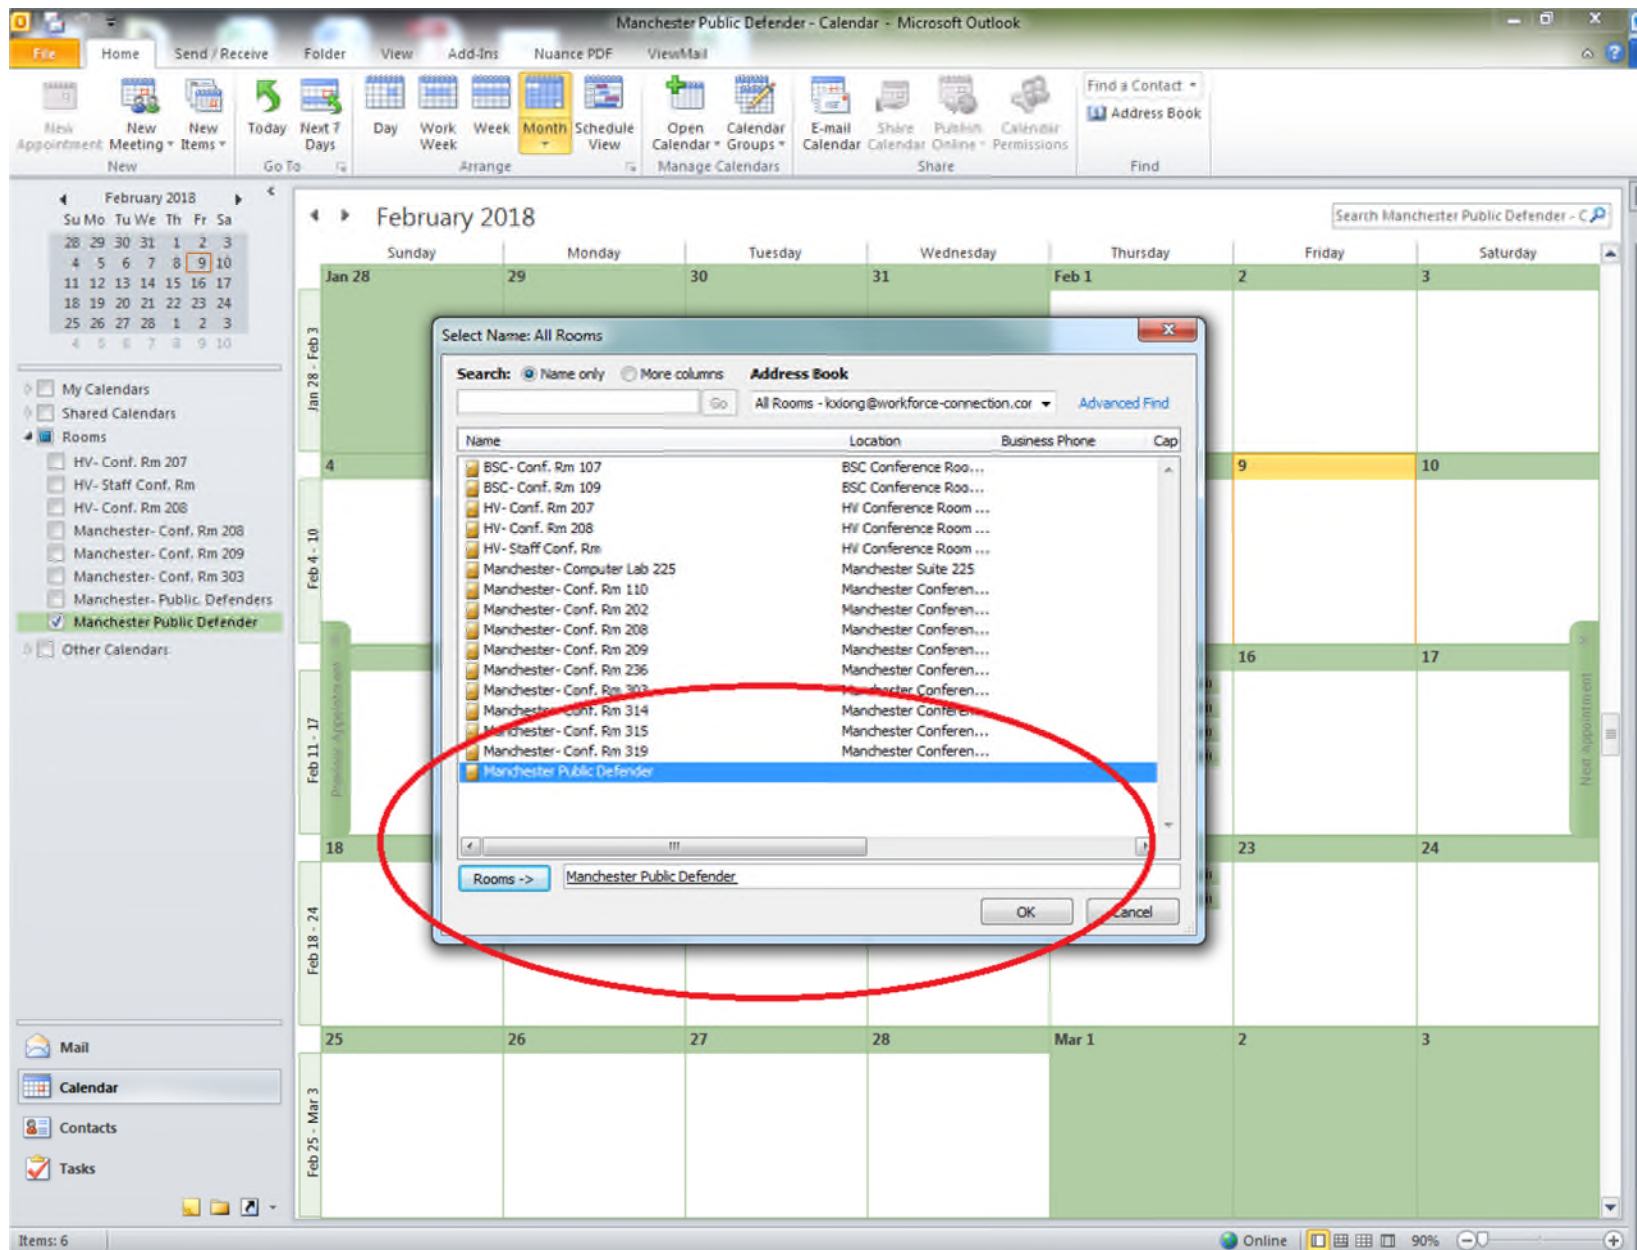 Manchester Public Defender - Calendar - Microsoft Outlook
File Home Send / Receive Folder View Add-Ins Nuance PDF ViewMail
New Appointment
New Meeting
New Items
New
Today
Next 7 Days
Go To
Day
Work Week
Week
Month
Schedule View
Arrange
Open Calendar
Calendar Groups
Manage Calendars
E-mail Calendar
Share Calendar
Publish Online
Calendar Permissions
Share
Find a Contact
Address Book
Find
February 2018
Su Mo Tu We Th Fr Sa
28 29 30 31 1 2 3
4 5 6 7 8 9 10
11 12 13 14 15 16 17
18 19 20 21 22 23 24
25 26 27 28 1 2 3
4 5 6 7 8 9 10
My Calendars
Shared Calendars
Rooms
HV- Conf. Rm 207
HV- Staff Conf. Rm
HV- Conf. Rm 208
Manchester- Conf. Rm 208
Manchester- Conf. Rm 209
Manchester- Conf. Rm 303
Manchester- Public. Defenders
Manchester Public Defender
Other Calendars
Mail
Calendar
Contacts
Tasks
February 2018
Search Manchester Public Defender - C
Sunday Monday Tuesday Wednesday Thursday Friday Saturday
Jan 28 29 30 31 Feb 1 2 3
Jan 28 - Feb 3
4 9 10
Feb 4 - 10
16 17
Feb 11 - 17
Previous Appointment
Next Appointment
18 23 24
Feb 18 - 24
25 26 27 28 Mar 1 2 3
Feb 25 - Mar 3
Select Name: All Rooms
Search: Name only More columns Address Book
Go All Rooms - kxiong@workforce-connection.cor Advanced Find
Name Location Business Phone Cap
BSC- Conf. Rm 107 BSC Conference Roo...
BSC- Conf. Rm 109 BSC Conference Roo...
HV- Conf. Rm 207 HV Conference Room ...
HV- Conf. Rm 208 HV Conference Room ...
HV- Staff Conf. Rm HV Conference Room ...
Manchester- Computer Lab 225 Manchester Suite 225
Manchester- Conf. Rm 110 Manchester Conferen...
Manchester- Conf. Rm 202 Manchester Conferen...
Manchester- Conf. Rm 208 Manchester Conferen...
Manchester- Conf. Rm 209 Manchester Conferen...
Manchester- Conf. Rm 236 Manchester Conferen...
Manchester- Conf. Rm 303 Manchester Conferen...
Manchester- Conf. Rm 314 Manchester Conferen...
Manchester- Conf. Rm 315 Manchester Conferen...
Manchester- Conf. Rm 319 Manchester Conferen...
Manchester Public Defender
Rooms -> Manchester Public Defender
OK Cancel
Items: 6
Online 90%